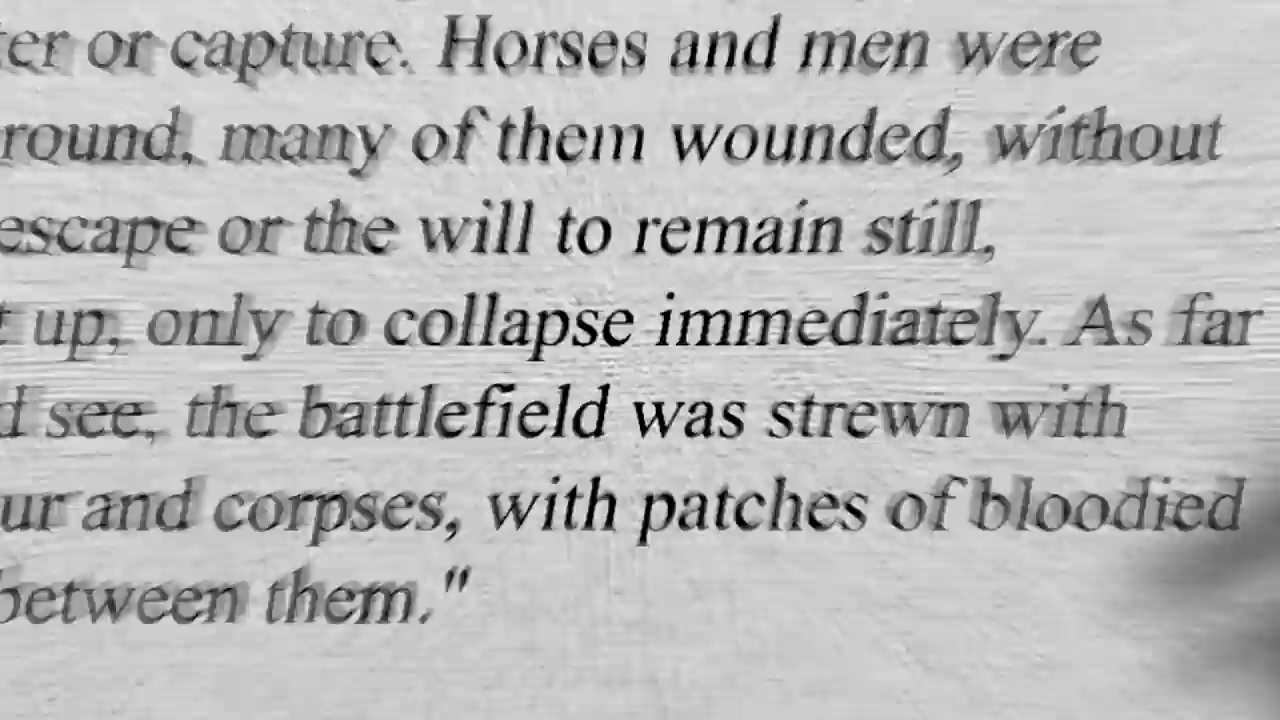 ter or capture. Horses and men were
round, many of them wounded, without
escape or the will to remain still,
t up, only to collapse immediately. As far
d see, the battlefield was strewn with
ur and corpses, with patches of bloodied
between them."